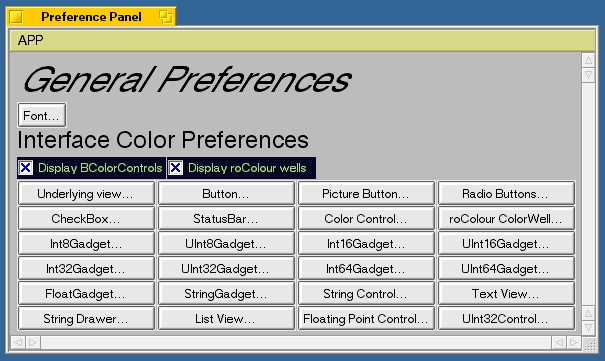 Preference Panel
APP
General Preferences
Font...
Interface Color Preferences
Display BColorControls Display roColour wells
Underlying view... Button... Picture Button... Radio Buttons...
CheckBox... StatusBar... Color Control... roColour ColorWell...
Int8Gadget... UInt8Gadget... Int16Gadget... UInt16Gadget...
Int32Gadget... UInt32Gadget... Int64Gadget... UInt64Gadget...
FloatGadget... StringGadget... String Control... Text View...
String Drawer... List View... Floating Point Control... UInt32Control...